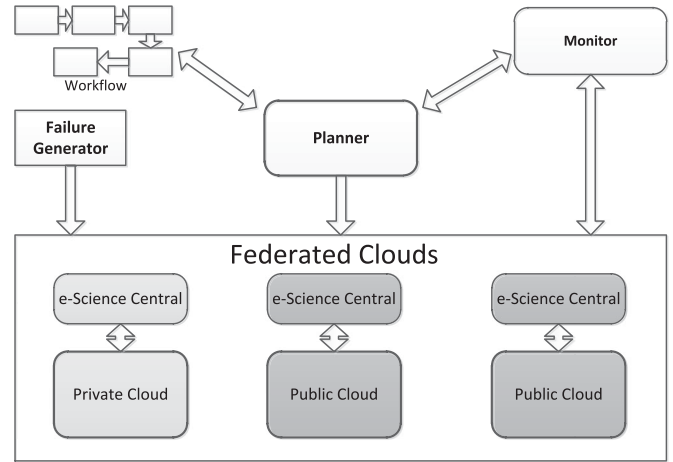 Workflow
Monitor
Failure
Generator
Planner
Federated Clouds
e-Science Central
e-Science Central
e-Science Central
Private Cloud
Public Cloud
Public Cloud